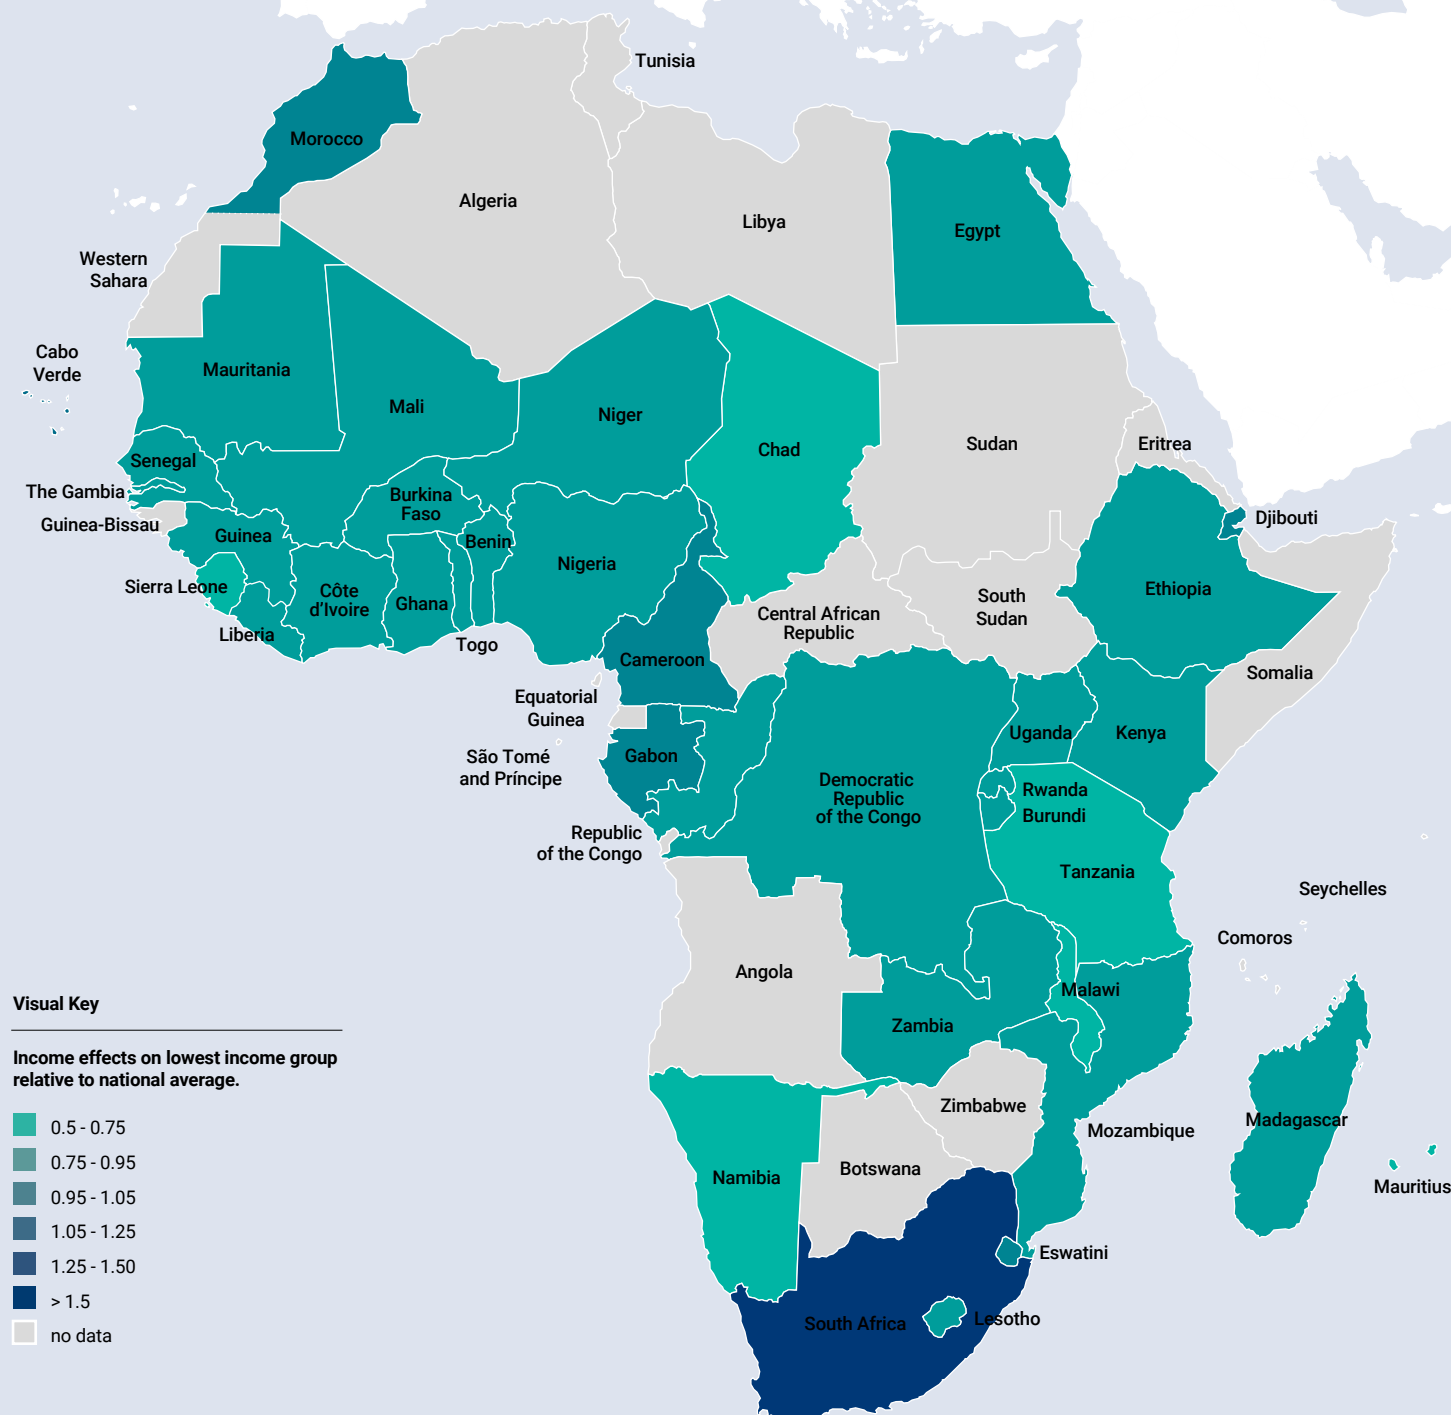 Tunisia
Morocco
Algeria
Libya
Egypt
Western
Sahara
Cabo
Verde
Mauritania
Mali
Niger
Chad
Sudan
Eritrea
Senegal
The Gambia
Guinea-Bissau
Burkina
Faso
Djibouti
Guinea
Benin
Nigeria
Sierra Leone
Côte
d'Ivoire
Ghana
Ethiopia
South
Sudan
Central African
Republic
Liberia
Togo
Cameroon
Somalia
Equatorial
Guinea
Uganda
Kenya
São Tomé
and Príncipe
Gabon
Democratic
Republic
of the Congo
Rwanda
Burundi
Republic
of the Congo
Tanzania
Seychelles
Comoros
Angola
Malawi
Zambia
Zimbabwe
Mozambique
Madagascar
Botswana
Namibia
Mauritius
Eswatini
South Africa
Lesotho
Visual Key
Income effects on lowest income group
relative to national average.
0.5 - 0.75
0.75 - 0.95
0.95 - 1.05
1.05 - 1.25
1.25 - 1.50
> 1.5
no data